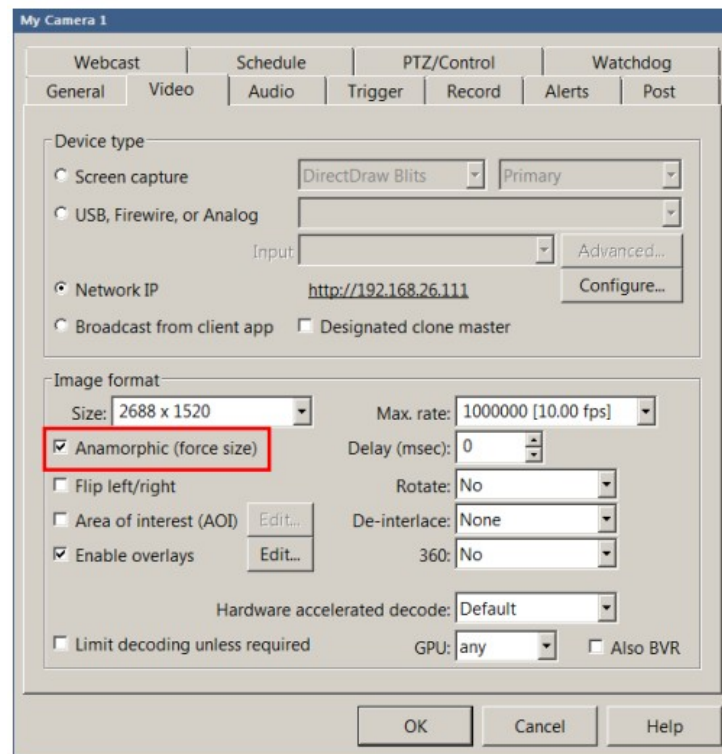 My Camera 1
Webcast Schedule PTZ/Control Watchdog
General Video Audio Trigger Record Alerts Post
Device type
Screen capture DirectDraw Blits Primary
USB, Firewire, or Analog
Input Advanced...
Network IP http://192.168.26.111 Configure...
Broadcast from client app Designated clone master
Image format
Size: 2688 x 1520 Max. rate: 1000000 [10.00 fps]
Anamorphic (force size) Delay (msec): 0
Flip left/right Rotate: No
Area of interest (AOI) Edit... De-interlace: None
Enable overlays Edit... 360: No
Hardware accelerated decode: Default
Limit decoding unless required GPU: any Also BVR
OK Cancel Help